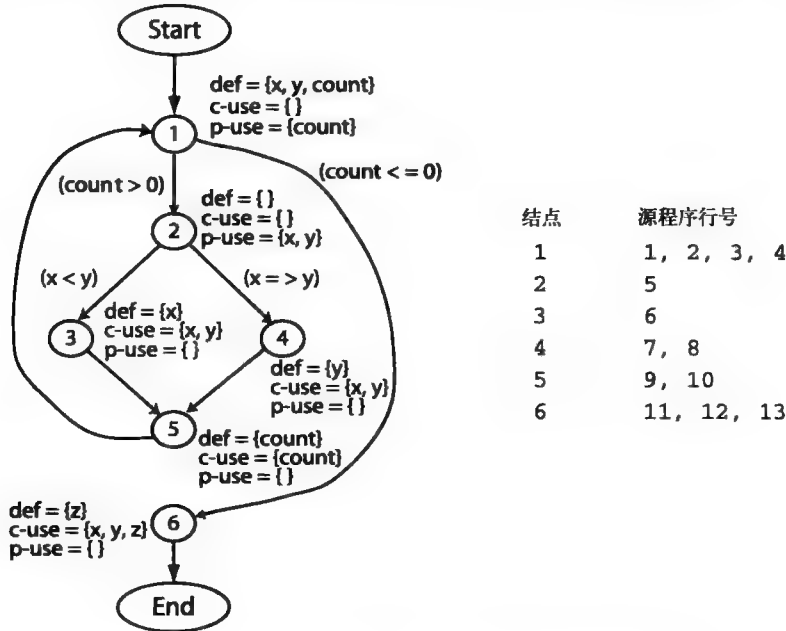 Start
def = {x, y, count}
c-use = { }
p-use = {count}
1
(count > 0)
(count < = 0)
def = { }
c-use = { }
p-use = {x, y}
2
(x < y)
(x = > y)
def = {x}
c-use = {x, y}
p-use = { }
3
4
def = {y}
c-use = {x, y}
p-use = { }
5
def = {count}
c-use = {count}
p-use = { }
def = {z}
c-use = {x, y, z}
p-use = { }
6
End
结点 源程序行号
1 1, 2, 3, 4
2 5
3 6
4 7, 8
5 9, 10
6 11, 12, 13